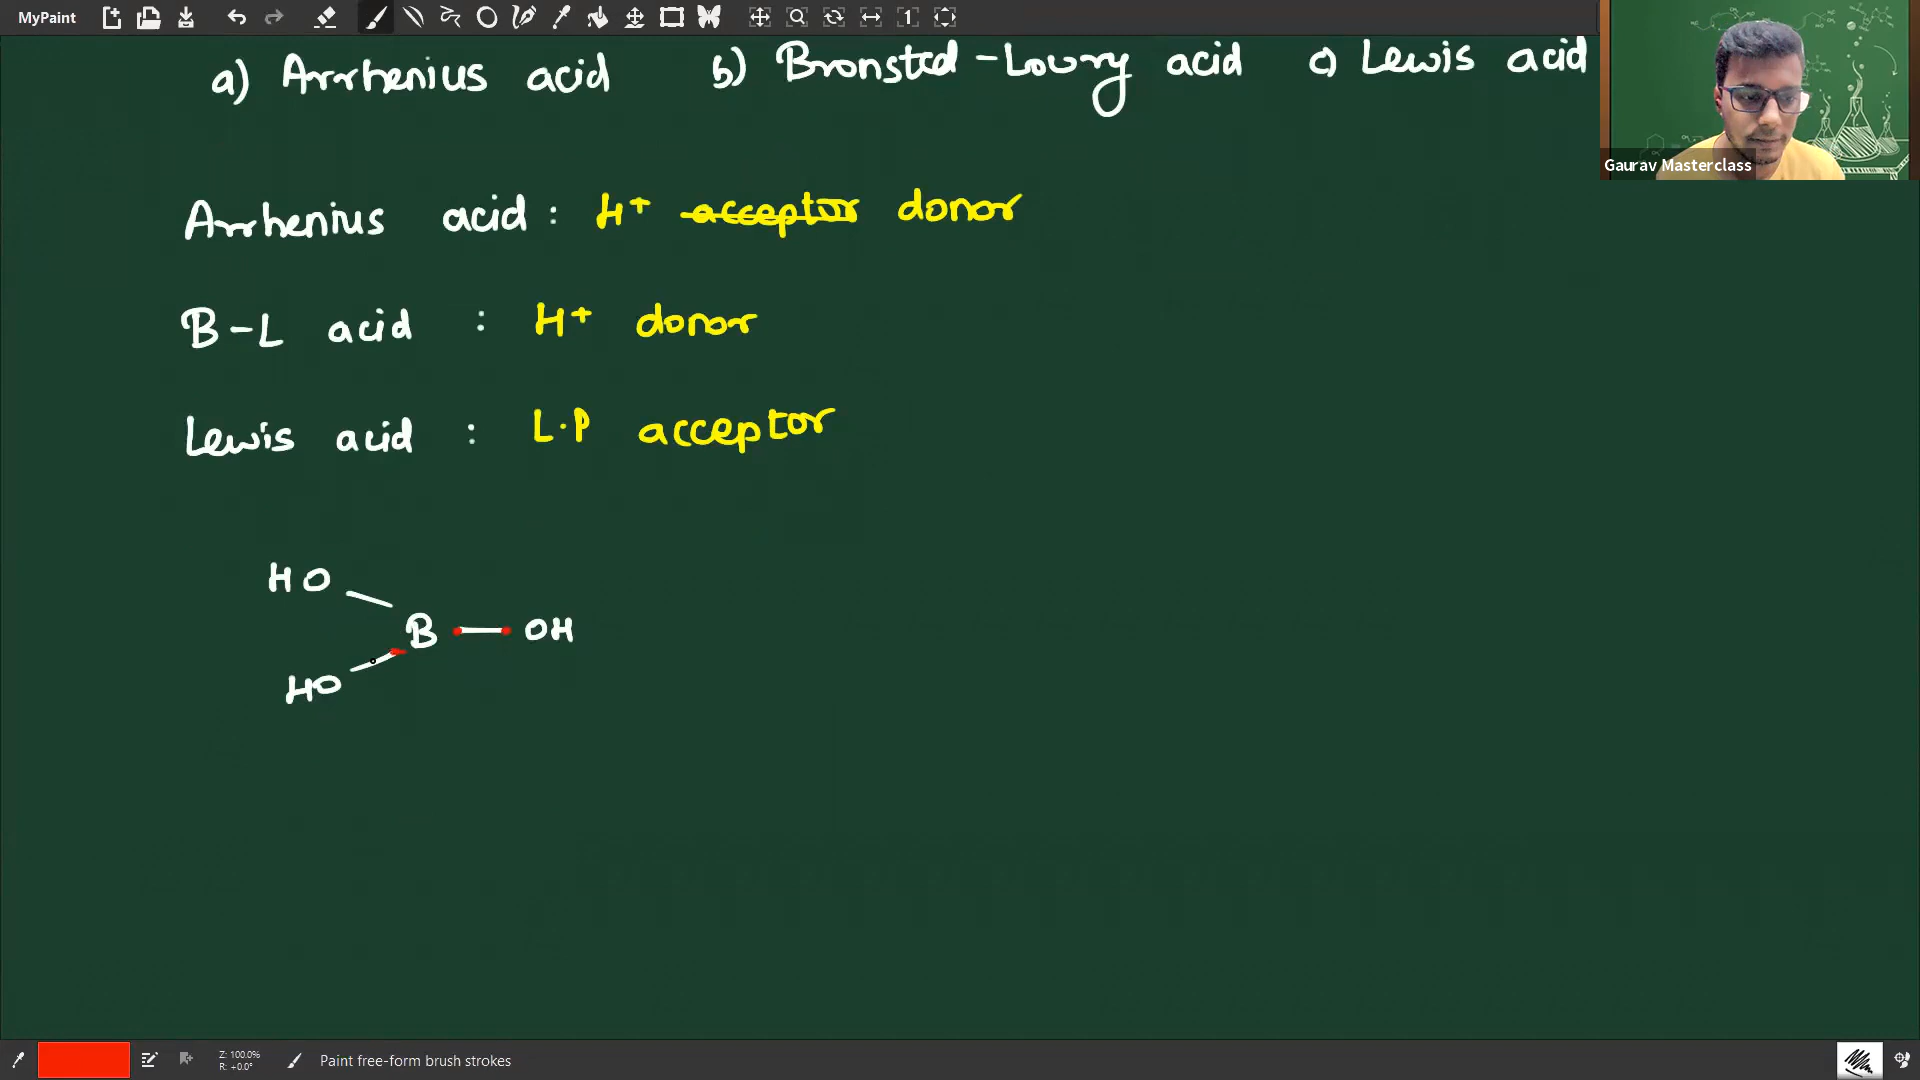 MyPaint
a) Arrhenius acid b) Bronsted-Lowry acid c) Lewis acid
Gaurav Masterclass
Arrhenius acid : H+ acceptor donor
B-L acid : H+ donor
Lewis acid : L.P acceptor
HO
B OH
HO
Z: 100.0%
R: +0.0°
Paint free-form brush strokes